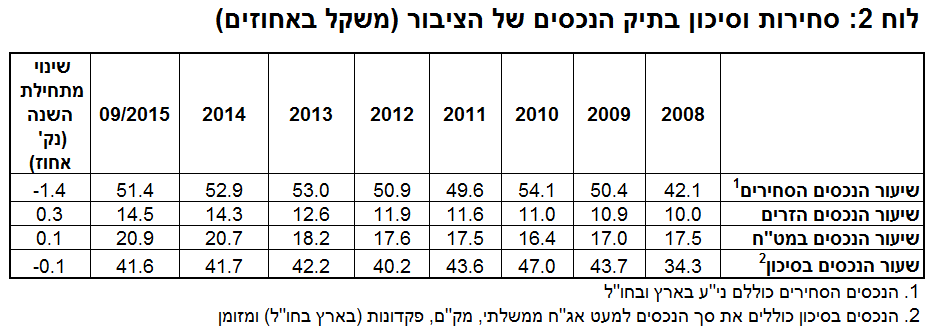 לוח 2: סחירות וסיכון בתיק הנכסים של הציבור (משקל באחוזים)
2008 2009 2010 2011 2012 2013 2014 09/2015 שינוי מתחילת השנה (נק' אחוז)
שיעור הנכסים הסחירים1 42.1 50.4 54.1 49.6 50.9 53.0 52.9 51.4 -1.4
שיעור הנכסים הזרים 10.0 10.9 11.0 11.6 11.9 12.6 14.3 14.5 0.3
שיעור הנכסים במט"ח 17.5 17.0 16.4 17.5 17.6 18.2 20.7 20.9 0.1
שעור הנכסים בסיכון2 34.3 43.7 47.0 43.6 40.2 42.2 41.7 41.6 -0.1
1. הנכסים הסחירים כוללם ני"ע בארץ ובחו"ל
2. הנכסים בסיכון כוללים את סך הנכסים למעט אג"ח ממשלתי, מק"ם, פקדונות (בארץ בחו"ל) ומזומן